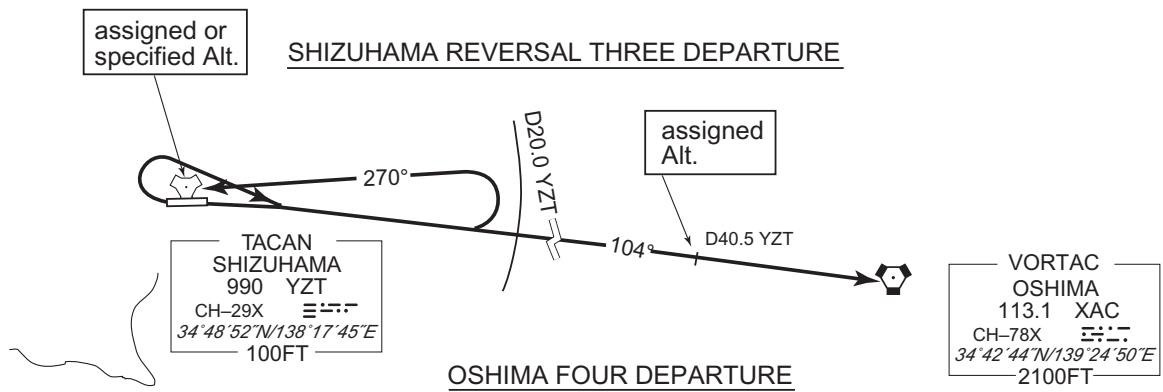 assigned or
specified Alt.
SHIZUHAMA REVERSAL THREE DEPARTURE
D20.0 YZT
assigned
Alt.
270°
104°
D40.5 YZT
TACAN
SHIZUHAMA
990 YZT
CH–29X
34°48´52˝N/138°17´45˝E
100FT
VORTAC
OSHIMA
113.1 XAC
CH–78X
34°42´44˝N/139°24´50˝E
2100FT
OSHIMA FOUR DEPARTURE